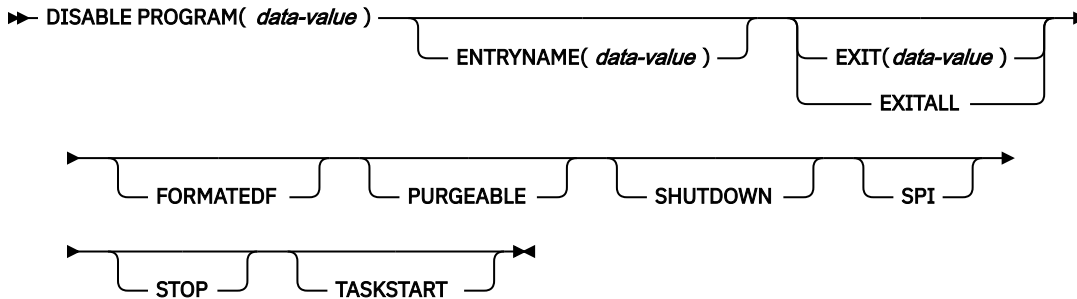 DISABLE PROGRAM( data-value )
ENTRYNAME( data-value )
EXIT(data-value )
EXITALL
FORMATEDF
PURGEABLE
SHUTDOWN
SPI
STOP
TASKSTART